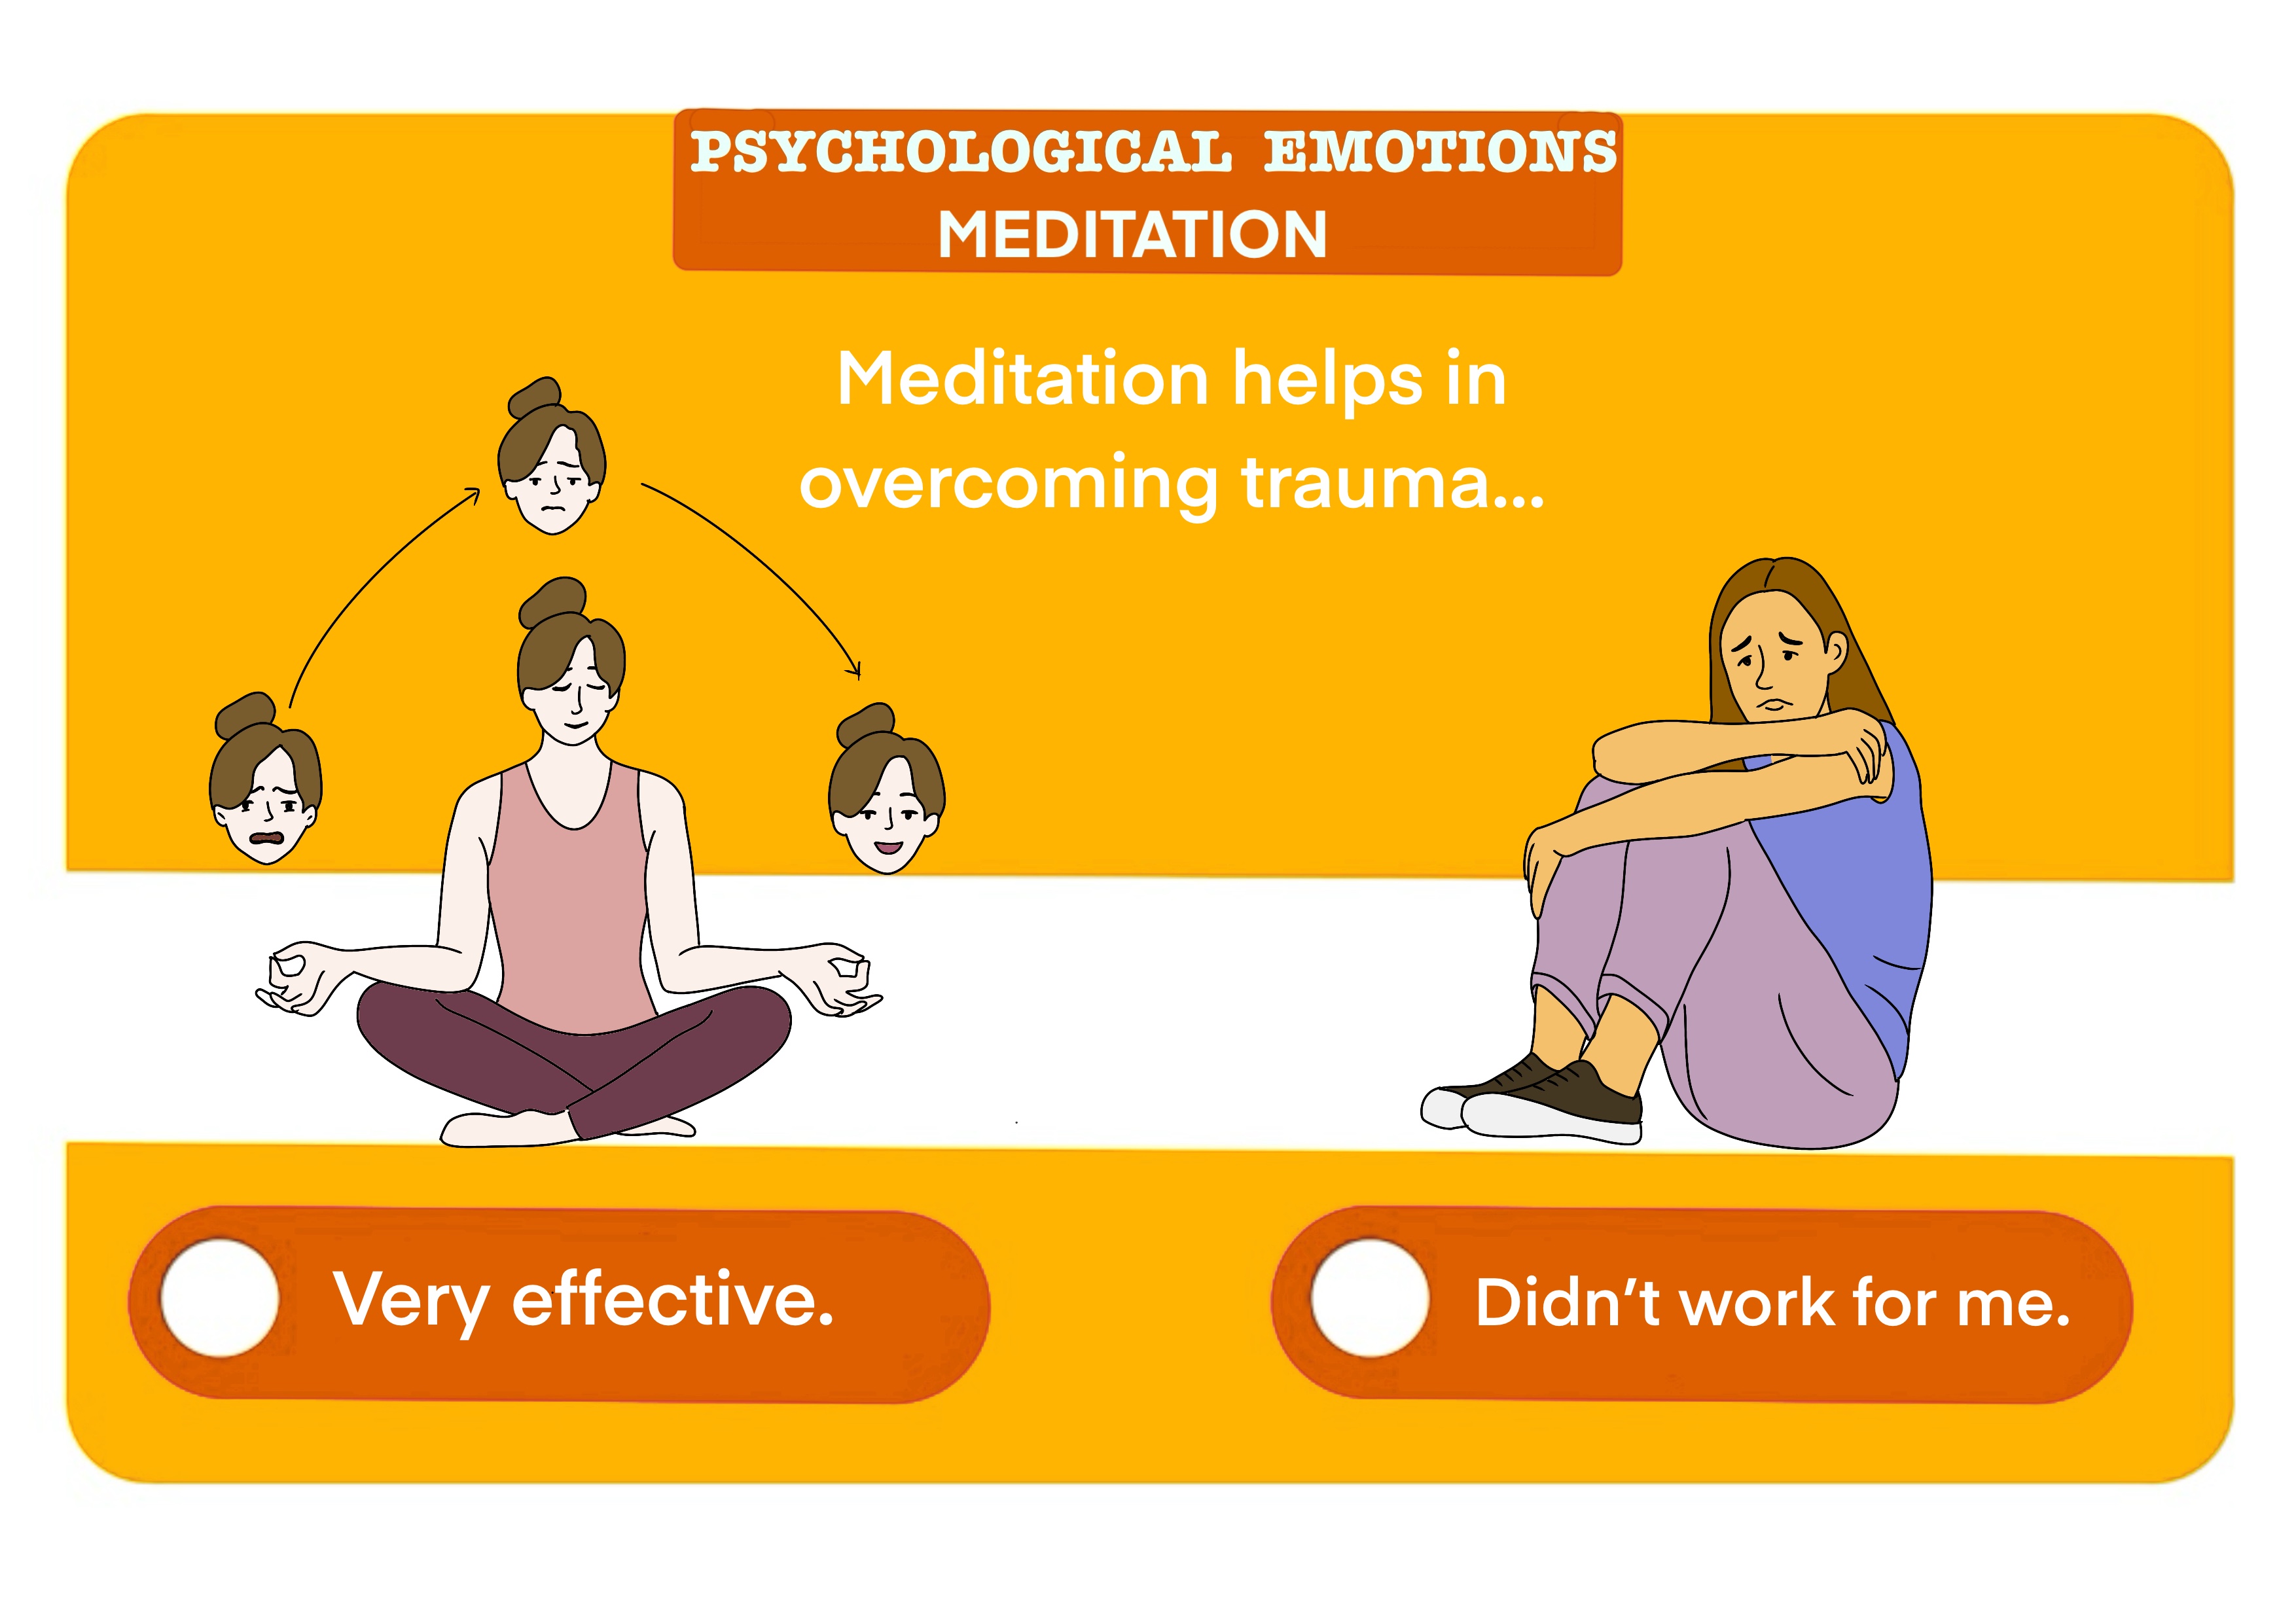 PSYCHOLOGICAL EMOTIONS
MEDITATION
Meditation helps in
overcoming trauma...
Very effective.
Didn't work for me.